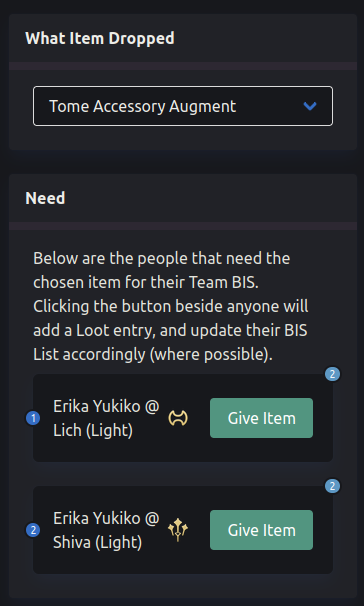 What Item Dropped
Tome Accessory Augment
Need
Below are the people that need the
chosen item for their Team BIS.
Clicking the button beside anyone will
add a Loot entry, and update their BIS
List accordingly (where possible).
2
1
Erika Yukiko @
Lich (Light)
Give Item
2
2
Erika Yukiko @
Shiva (Light)
Give Item